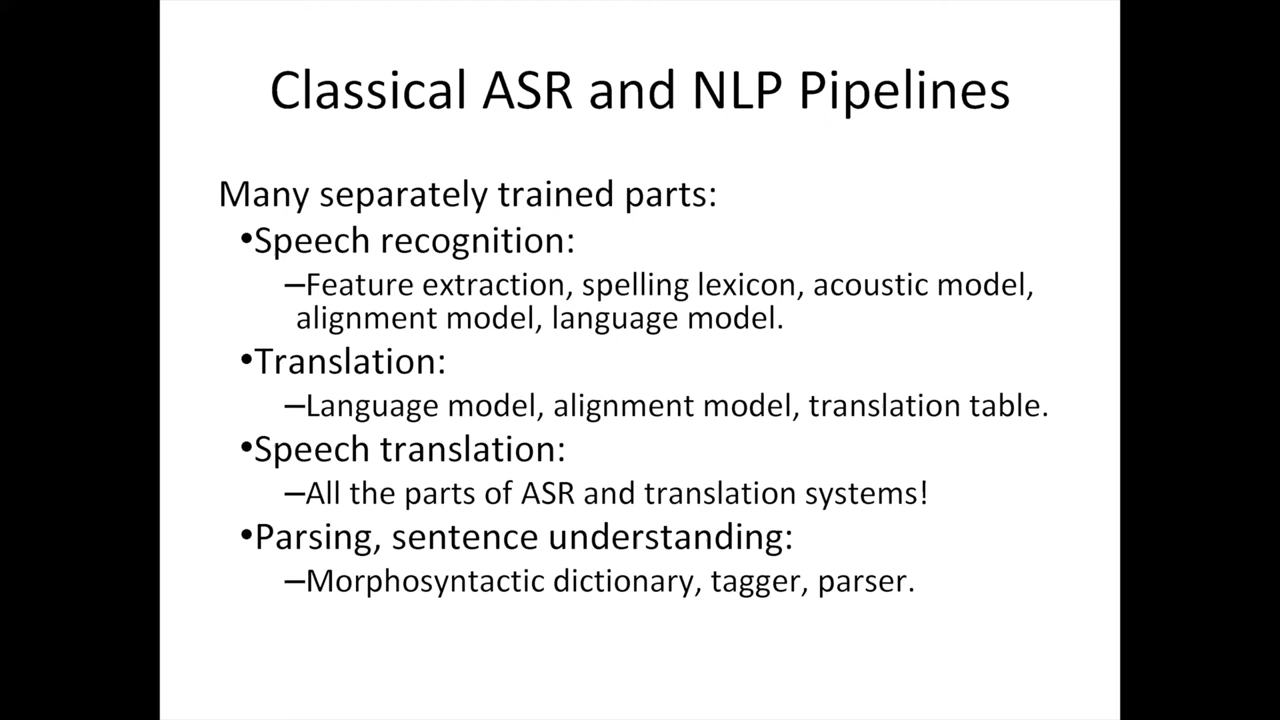 Classical ASR and NLP Pipelines
Many separately trained parts:
•Speech recognition:
–Feature extraction, spelling lexicon, acoustic model,
alignment model, language model.
•Translation:
–Language model, alignment model, translation table.
•Speech translation:
–All the parts of ASR and translation systems!
•Parsing, sentence understanding:
–Morphosyntactic dictionary, tagger, parser.